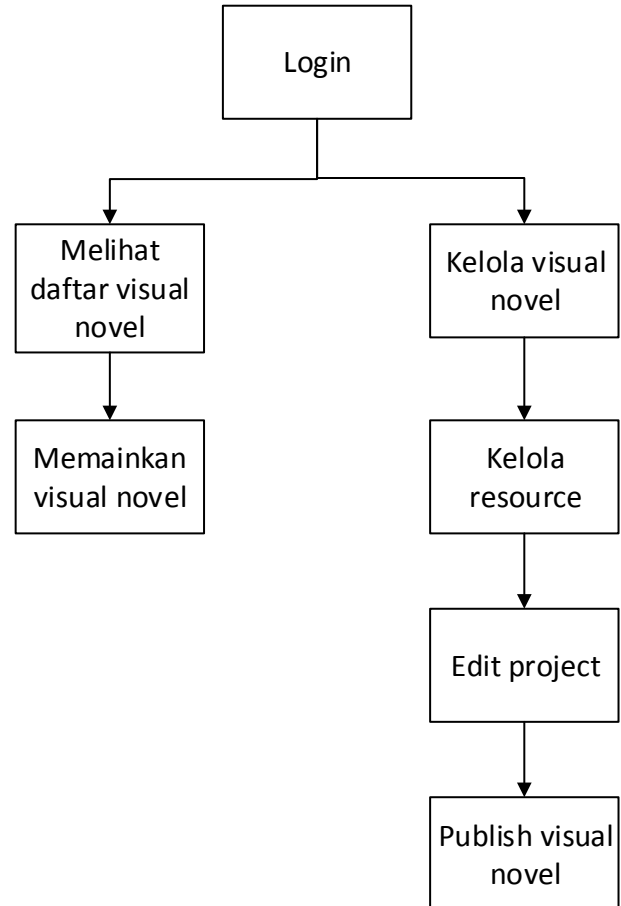 Login
Melihat
daftar visual
novel
Kelola visual
novel
Memainkan
visual novel
Kelola
resource
Edit project
Publish visual
novel